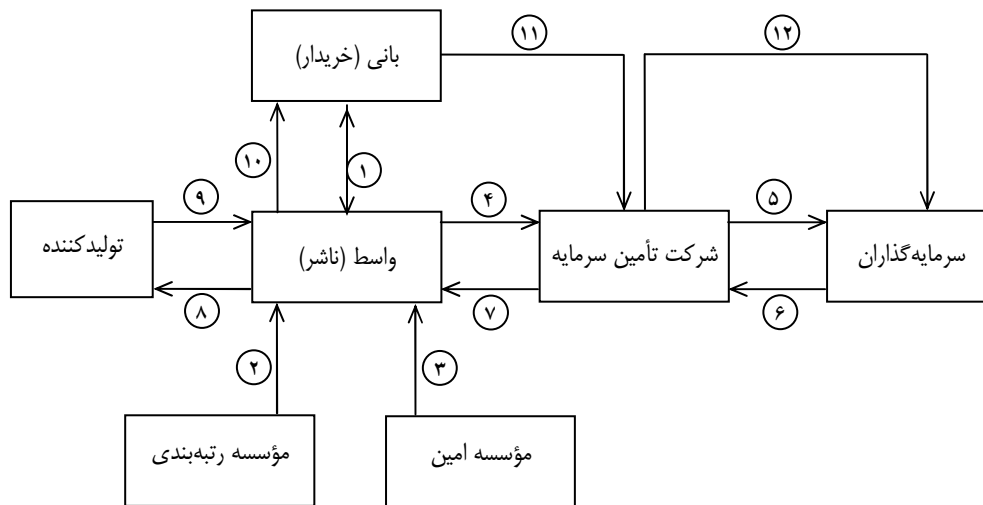 ۱۲
۱۱
بانی (خریدار)
۱۰
۱
۹
۴
۵
تولیدکننده
واسط (ناشر)
شرکت تأمین سرمایه
سرمایه‌گذاران
۸
۷
۶
۲
۳
مؤسسه رتبه‌بندی
مؤسسه امین